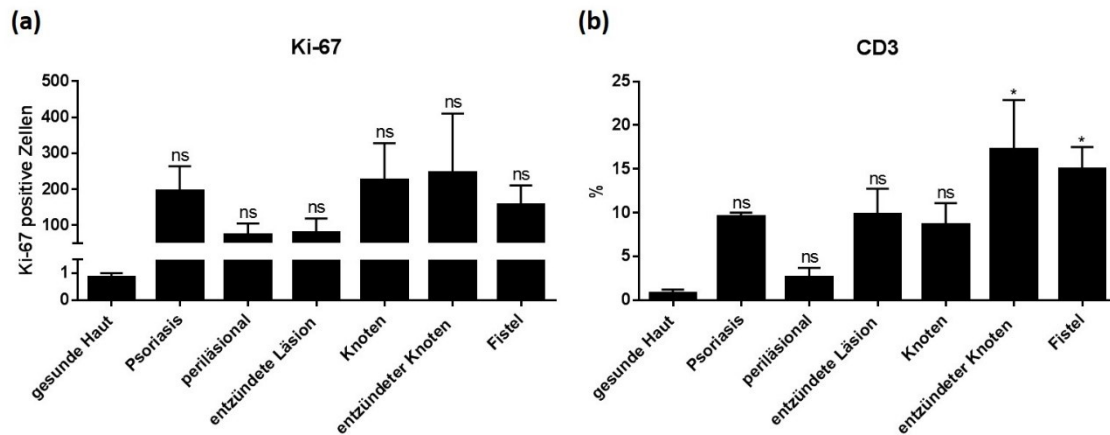 (a)
Ki-67
Ki-67 positive Zellen
500
400
300
200
100
1
0
ns
ns
ns
ns
ns
ns
gesunde Haut
Psoriasis
periläsional
entzündete Läsion
Knoten
entzündeter Knoten
Fistel
(b)
CD3
%
25
20
15
10
5
0
ns
ns
ns
ns
*
*
gesunde Haut
Psoriasis
periläsional
entzündete Läsion
Knoten
entzündeter Knoten
Fistel